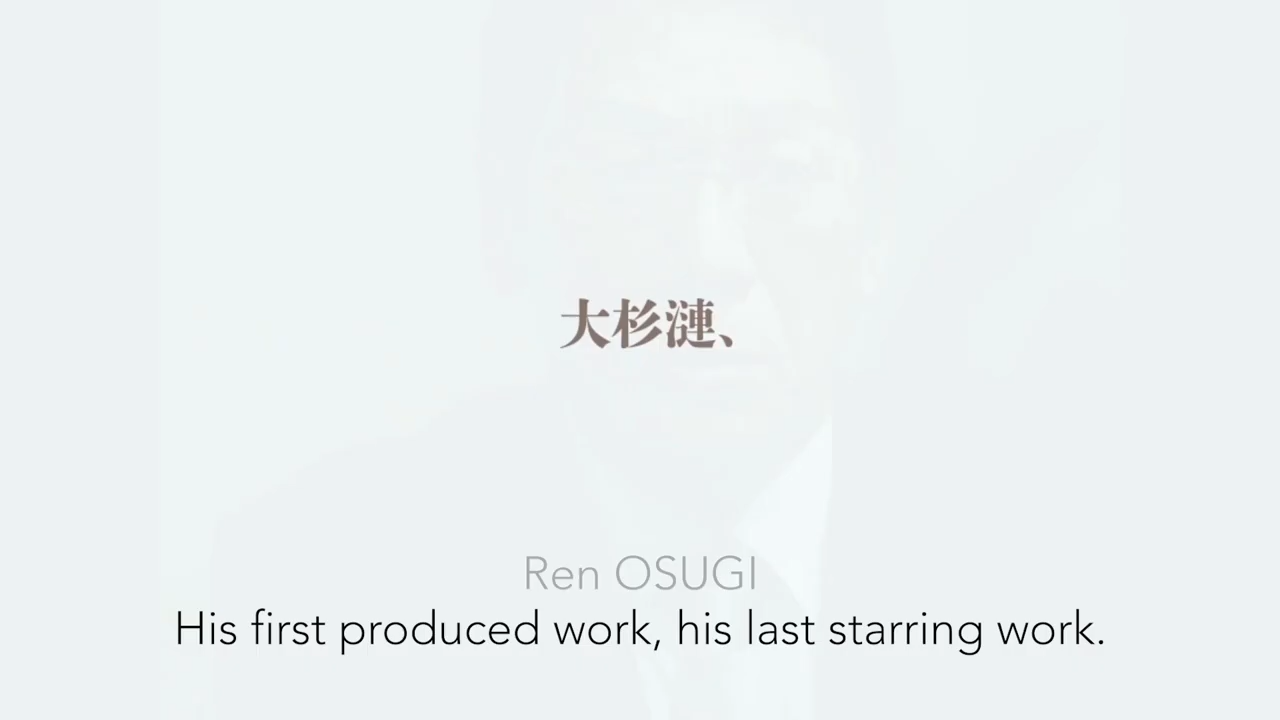 大杉漣、
Ren OSUGI
His first produced work, his last starring work.